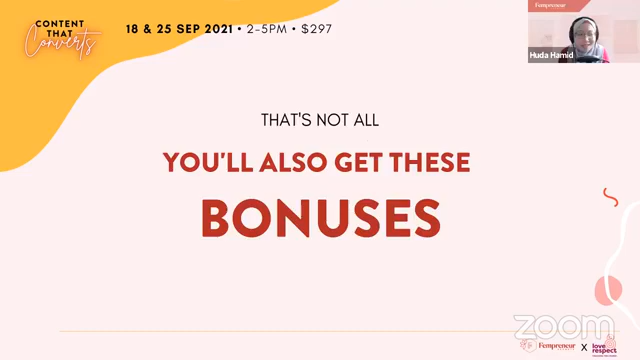 CONTENT
THAT
Converts
18 & 25 SEP 2021 • 2-5PM • $297
Fempreneur
Huda Hamid
THAT'S NOT ALL
YOU'LL ALSO GET THESE
BONUSES
zoom
Fempreneur X love respect